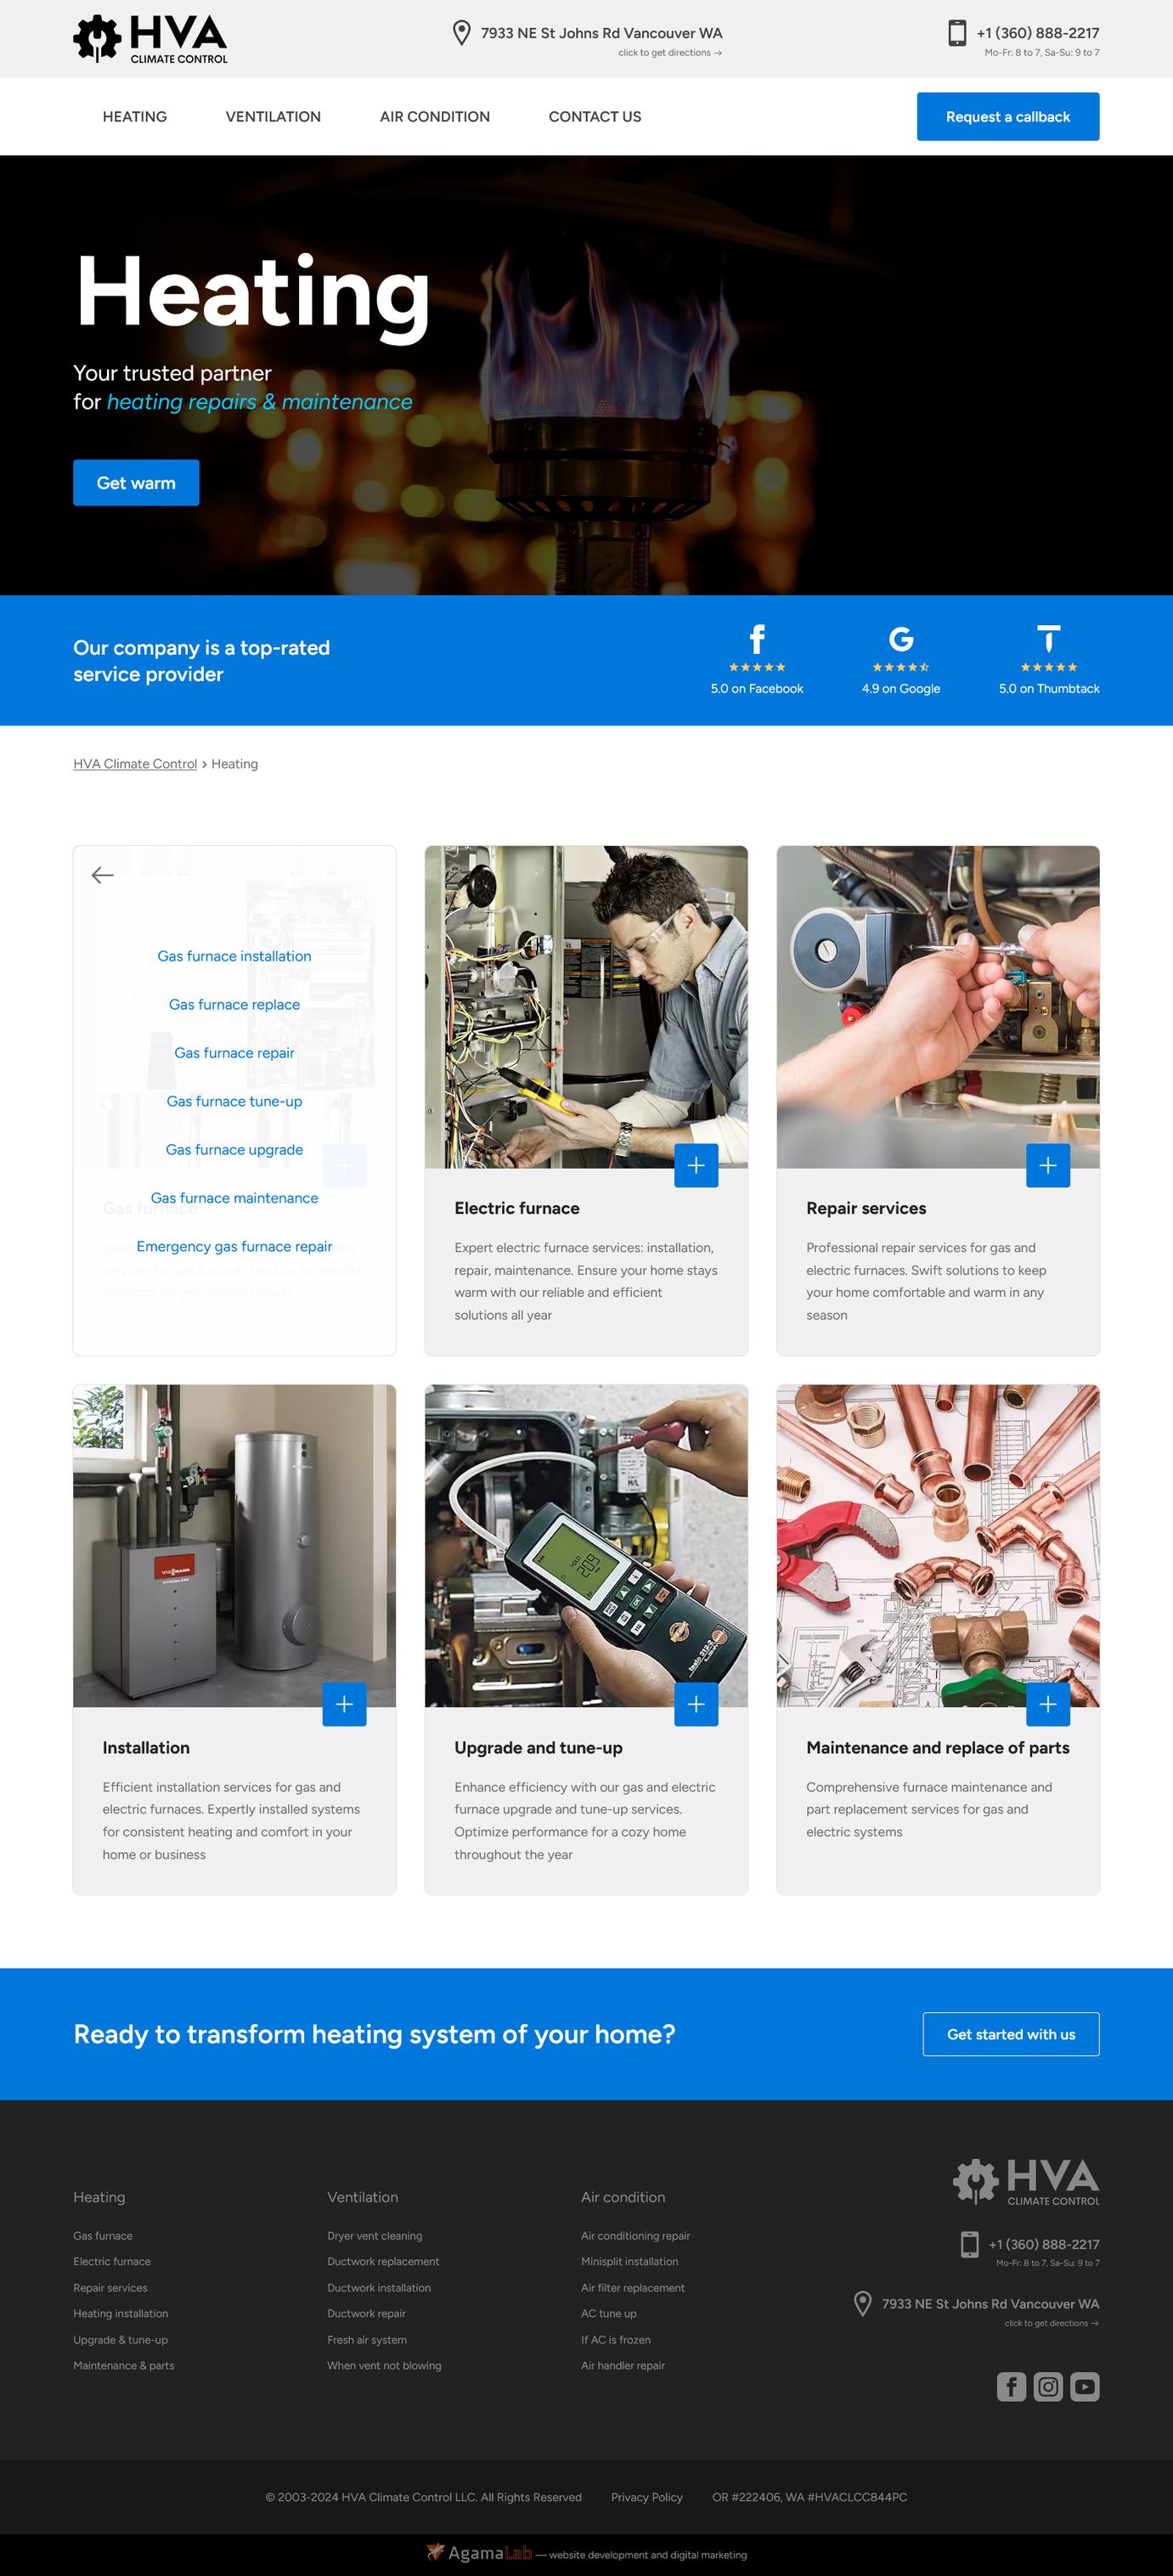 HVA
CLIMATE CONTROL
7933 NE St Johns Rd Vancouver WA
click to get directions →
+1 (360) 888-2217
Mo-Fr: 8 to 7, Sa-Su: 9 to 7
HEATING
VENTILATION
AIR CONDITION
CONTACT US
Request a callback
Heating
Your trusted partner
for heating repairs & maintenance
Get warm
Our company is a top-rated
service provider
5.0 on Facebook
4.9 on Google
5.0 on Thumbtack
HVA Climate Control › Heating
Gas furnace installation
Gas furnace replace
Gas furnace repair
Gas furnace tune-up
Gas furnace upgrade
Gas furnace maintenance
Gas furnace
Emergency gas furnace repair
Electric furnace
Expert electric furnace services: installation,
repair, maintenance. Ensure your home stays
warm with our reliable and efficient
solutions all year
Repair services
Professional repair services for gas and
electric furnaces. Swift solutions to keep
your home comfortable and warm in any
season
Installation
Efficient installation services for gas and
electric furnaces. Expertly installed systems
for consistent heating and comfort in your
home or business
Upgrade and tune-up
Enhance efficiency with our gas and electric
furnace upgrade and tune-up services.
Optimize performance for a cozy home
throughout the year
Maintenance and replace of parts
Comprehensive furnace maintenance and
part replacement services for gas and
electric systems
Ready to transform heating system of your home?
Get started with us
Heating
Gas furnace
Electric furnace
Repair services
Heating installation
Upgrade & tune-up
Maintenance & parts
Ventilation
Dryer vent cleaning
Ductwork replacement
Ductwork installation
Ductwork repair
Fresh air system
When vent not blowing
Air condition
Air conditioning repair
Minisplit installation
Air filter replacement
AC tune up
If AC is frozen
Air handler repair
HVA
CLIMATE CONTROL
+1 (360) 888-2217
Mo-Fr: 8 to 7, Sa-Su: 9 to 7
7933 NE St Johns Rd Vancouver WA
click to get directions →
© 2003-2024 HVA Climate Control LLC. All Rights Reserved
Privacy Policy
OR #222406, WA #HVACLCC844PC
AgamaLab — website development and digital marketing